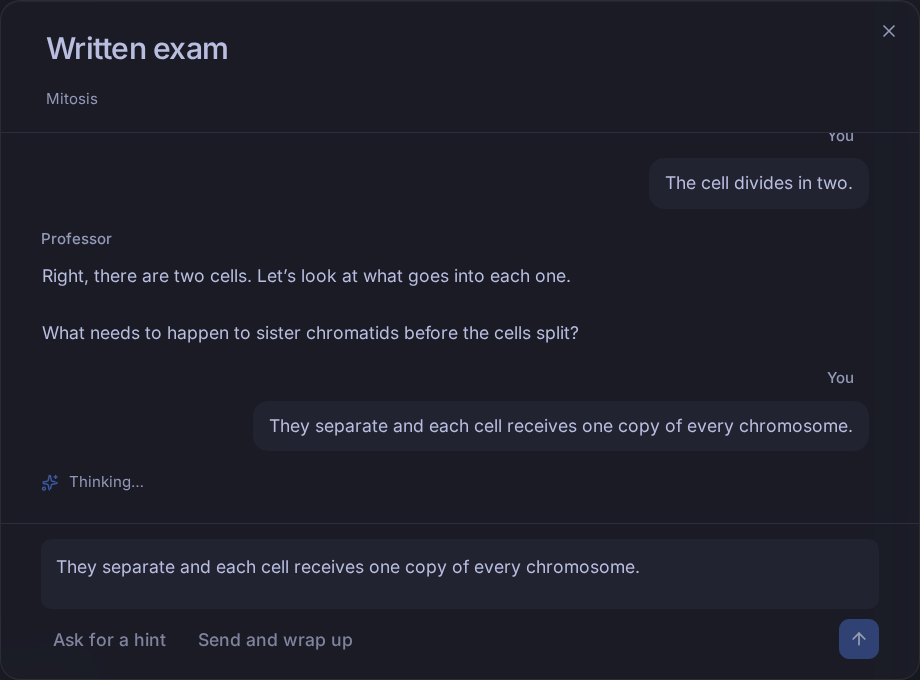 Written exam
Mitosis
You
The cell divides in two.
Professor
Right, there are two cells. Let’s look at what goes into each one.
What needs to happen to sister chromatids before the cells split?
You
They separate and each cell receives one copy of every chromosome.
Thinking...
They separate and each cell receives one copy of every chromosome.
Ask for a hint
Send and wrap up